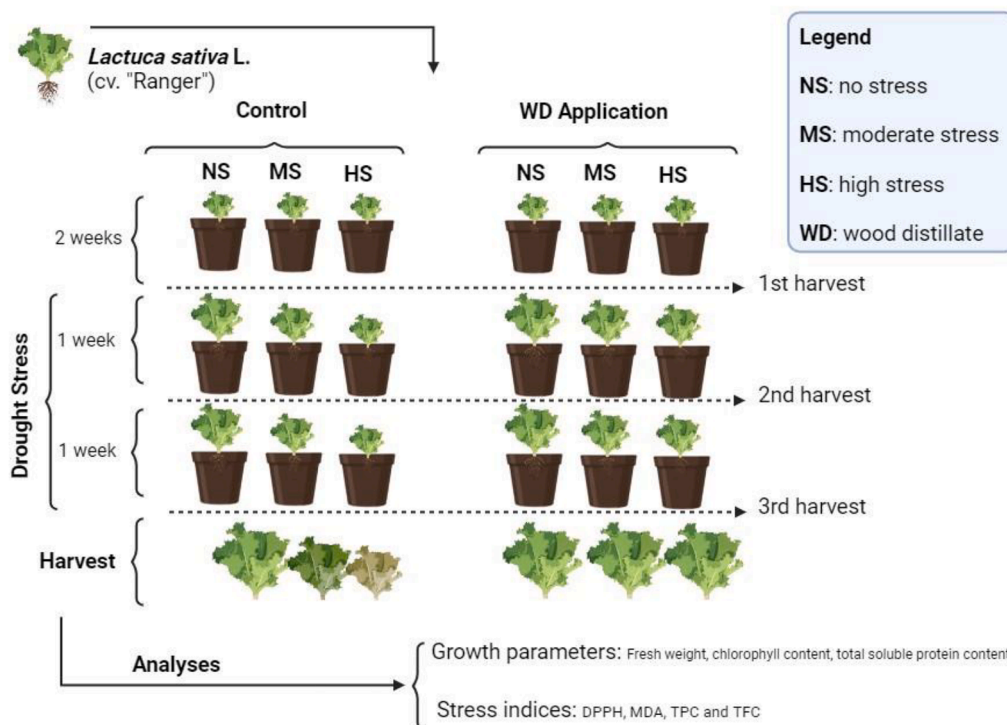 Lactuca sativa L.
(cv. "Ranger")
Control
WD Application
NS MS HS
NS MS HS
2 weeks
1st harvest
Drought Stress
1 week
2nd harvest
1 week
3rd harvest
Harvest
Analyses
Growth parameters: Fresh weight, chlorophyll content, total soluble protein content
Stress indices: DPPH, MDA, TPC and TFC
Legend
NS: no stress
MS: moderate stress
HS: high stress
WD: wood distillate